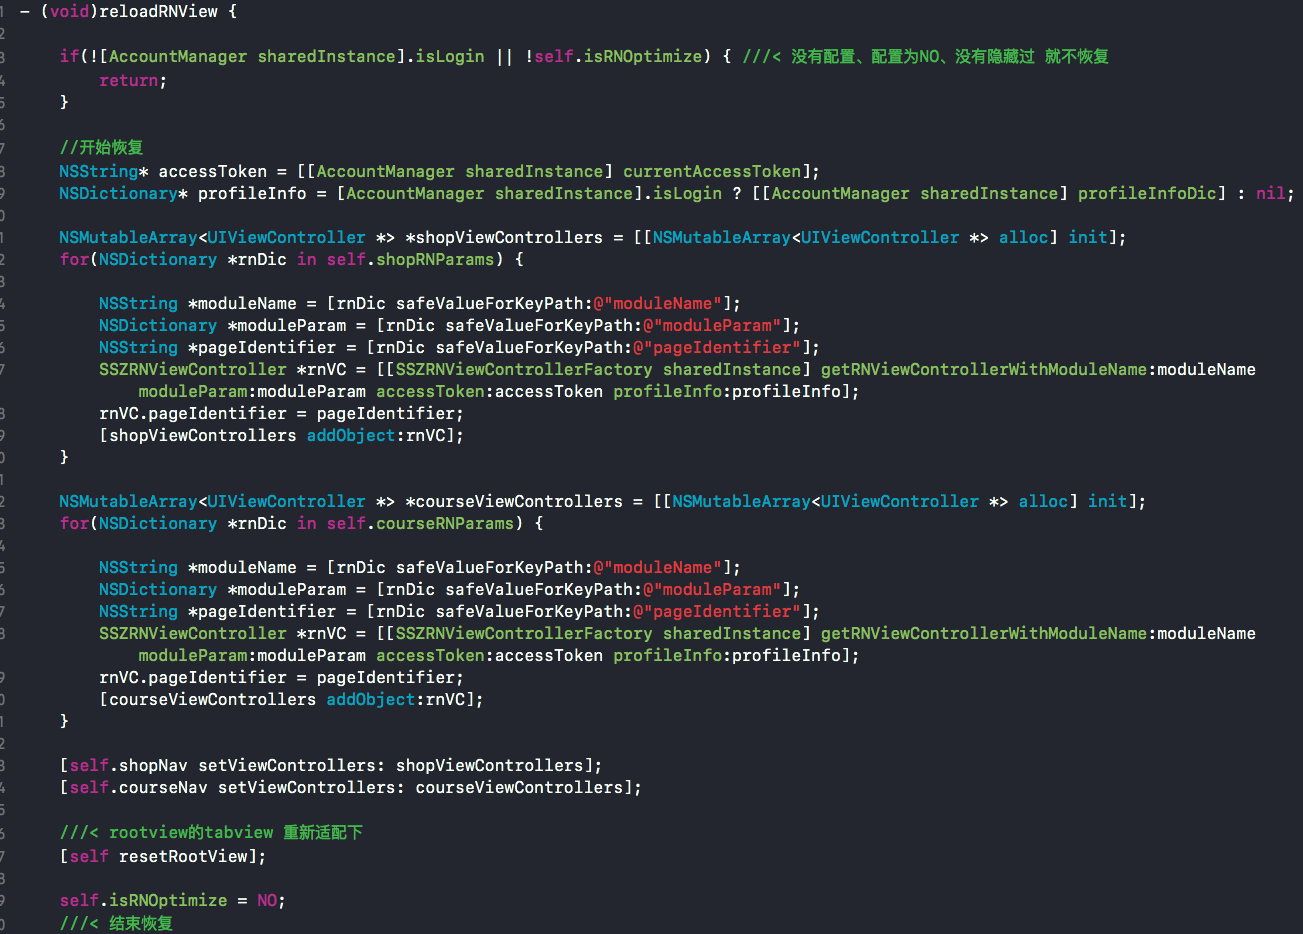 - (void)reloadRNView {
if(![AccountManager sharedInstance].isLogin || !self.isRNOptimize) { ///< 没有配置、配置为NO、没有隐藏过 就不恢复
return;
}
//开始恢复
NSString* accessToken = [[AccountManager sharedInstance] currentAccessToken];
NSDictionary* profileInfo = [AccountManager sharedInstance].isLogin ? [[AccountManager sharedInstance] profileInfoDic] : nil;
NSMutableArray<UIViewController *> *shopViewControllers = [[NSMutableArray<UIViewController *> alloc] init];
for(NSDictionary *rnDic in self.shopRNParams) {
NSString *moduleName = [rnDic safeValueForKeyPath:@"moduleName"];
NSDictionary *moduleParam = [rnDic safeValueForKeyPath:@"moduleParam"];
NSString *pageIdentifier = [rnDic safeValueForKeyPath:@"pageIdentifier"];
SSZRNViewController *rnVC = [[SSZRNViewControllerFactory sharedInstance] getRNViewControllerWithModuleName:moduleName
moduleParam:moduleParam accessToken:accessToken profileInfo:profileInfo];
rnVC.pageIdentifier = pageIdentifier;
[shopViewControllers addObject:rnVC];
}
NSMutableArray<UIViewController *> *courseViewControllers = [[NSMutableArray<UIViewController *> alloc] init];
for(NSDictionary *rnDic in self.courseRNParams) {
NSString *moduleName = [rnDic safeValueForKeyPath:@"moduleName"];
NSDictionary *moduleParam = [rnDic safeValueForKeyPath:@"moduleParam"];
NSString *pageIdentifier = [rnDic safeValueForKeyPath:@"pageIdentifier"];
SSZRNViewController *rnVC = [[SSZRNViewControllerFactory sharedInstance] getRNViewControllerWithModuleName:moduleName
moduleParam:moduleParam accessToken:accessToken profileInfo:profileInfo];
rnVC.pageIdentifier = pageIdentifier;
[courseViewControllers addObject:rnVC];
}
[self.shopNav setViewControllers: shopViewControllers];
[self.courseNav setViewControllers: courseViewControllers];
///< rootview的tabview 重新适配下
[self resetRootView];
self.isRNOptimize = NO;
///< 结束恢复